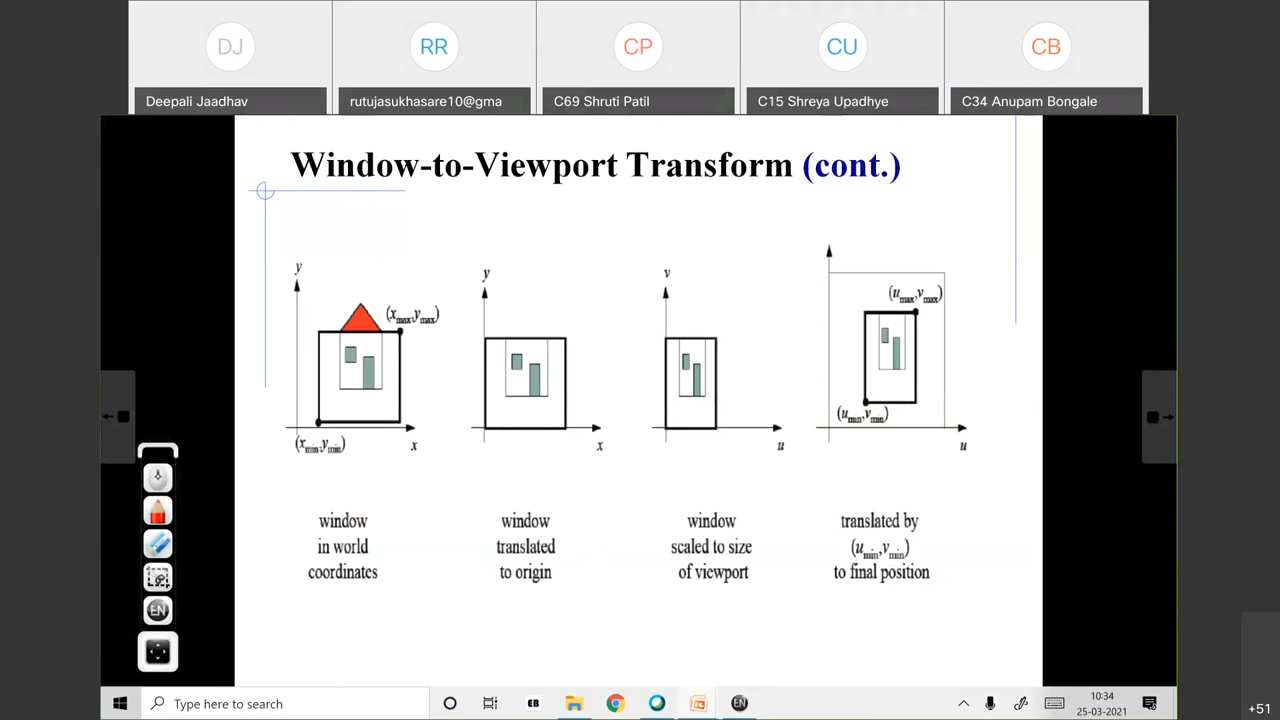 DJ
RR
CP
CU
CB
Deepali Jaadhav
rutujasukhasare10@gma
C69 Shruti Patil
C15 Shreya Upadhye
C34 Anupam Bongale
Window-to-Viewport Transform (cont.)
y
(xmax,ymax)
(xmin,ymin)
x
y
x
v
u
(umax,vmax)
(umin,vmin)
u
window
in world
coordinates
window
translated
to origin
window
scaled to size
of viewport
translated by
(umin,vmin)
to final position
EN
Type here to search
EB
EN
10:34
25-03-2021
+51